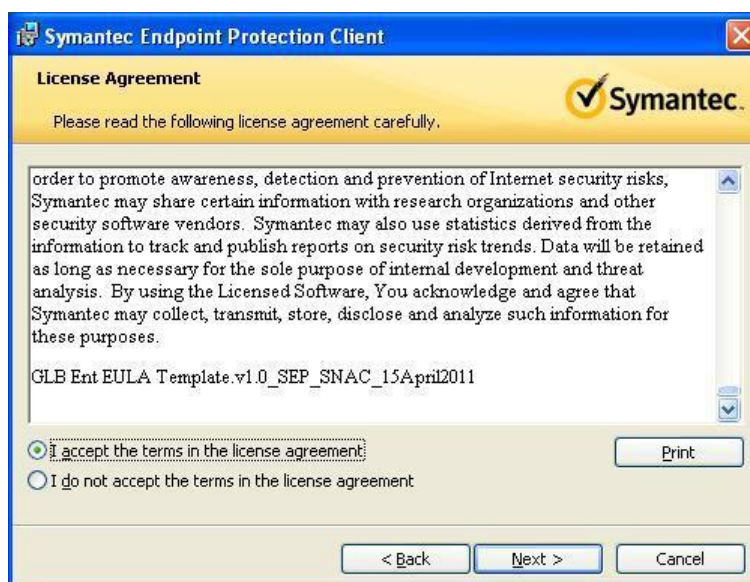 Symantec Endpoint Protection Client
License Agreement
Please read the following license agreement carefully.
Symantec.
order to promote awareness, detection and prevention of Internet security risks,
Symantec may share certain information with research organizations and other
security software vendors.  Symantec may also use statistics derived from the
information to track and publish reports on security risk trends. Data will be retained
as long as necessary for the sole purpose of internal development and threat
analysis.  By using the Licensed Software, You acknowledge and agree that
Symantec may collect, transmit, store, disclose and analyze such information for
these purposes.
GLB Ent EULA Template.v1.0_SEP_SNAC_15April2011
I accept the terms in the license agreement
Print
I do not accept the terms in the license agreement
< Back
Next >
Cancel